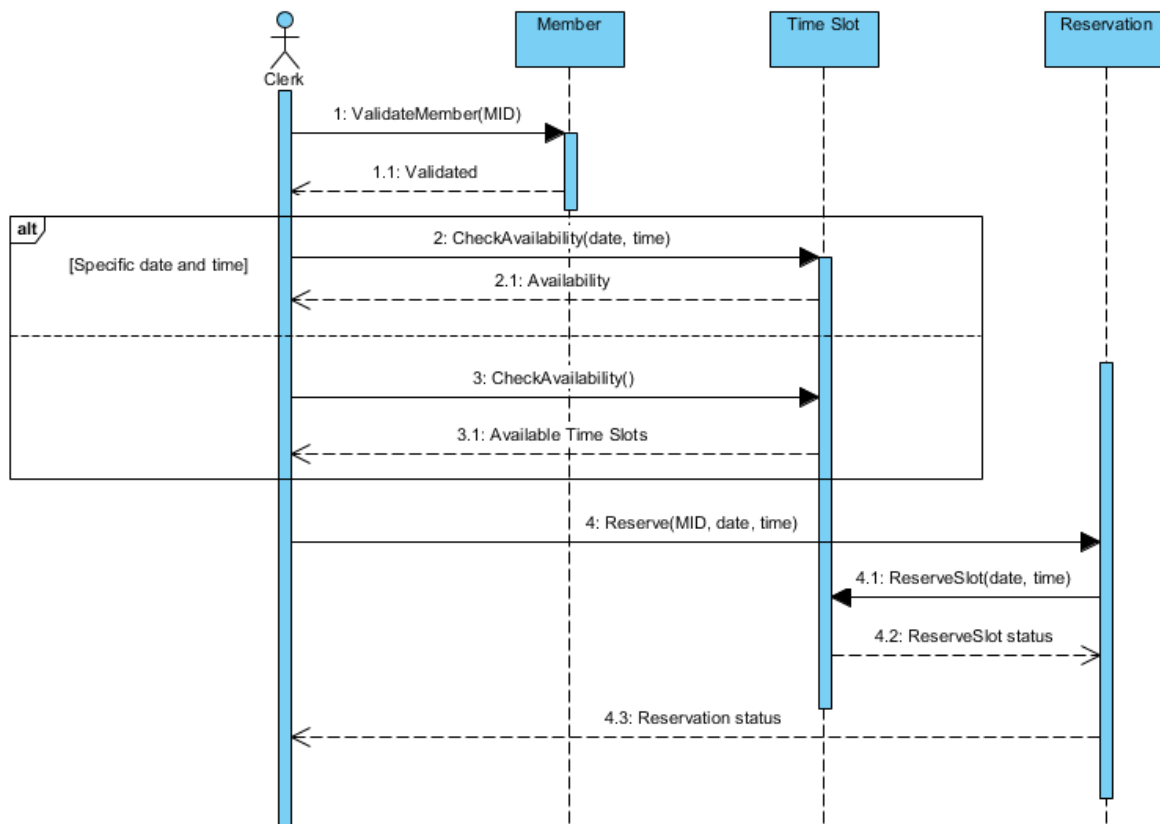 Member
Time Slot
Reservation
Clerk
1: ValidateMember(MID)
1.1: Validated
alt
2: CheckAvailability(date, time)
[Specific date and time]
2.1: Availability
3: CheckAvailability()
3.1: Available Time Slots
4: Reserve(MID, date, time)
4.1: ReserveSlot(date, time)
4.2: ReserveSlot status
4.3: Reservation status